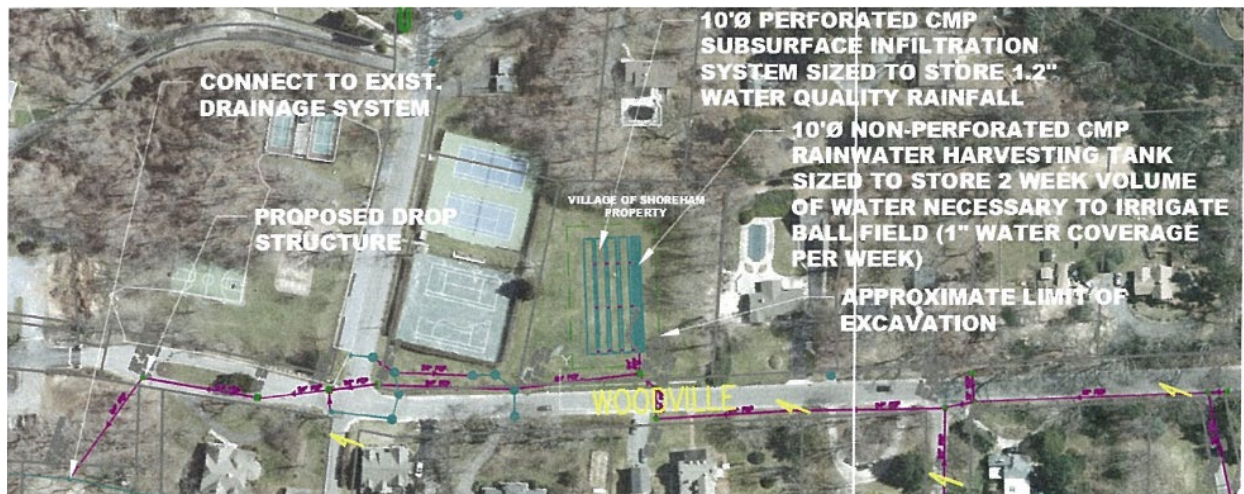 10'Ø PERFORATED CMP
SUBSURFACE INFILTRATION
SYSTEM SIZED TO STORE 1.2"
WATER QUALITY RAINFALL
CONNECT TO EXIST.
DRAINAGE SYSTEM
10'Ø NON-PERFORATED CMP
RAINWATER HARVESTING TANK
SIZED TO STORE 2 WEEK VOLUME
OF WATER NECESSARY TO IRRIGATE
BALL FIELD (1" WATER COVERAGE
PER WEEK)
VILLAGE OF SHOREHAM
PROPERTY
PROPOSED DROP
STRUCTURE
APPROXIMATE LIMIT OF
EXCAVATION
WOODVILLE